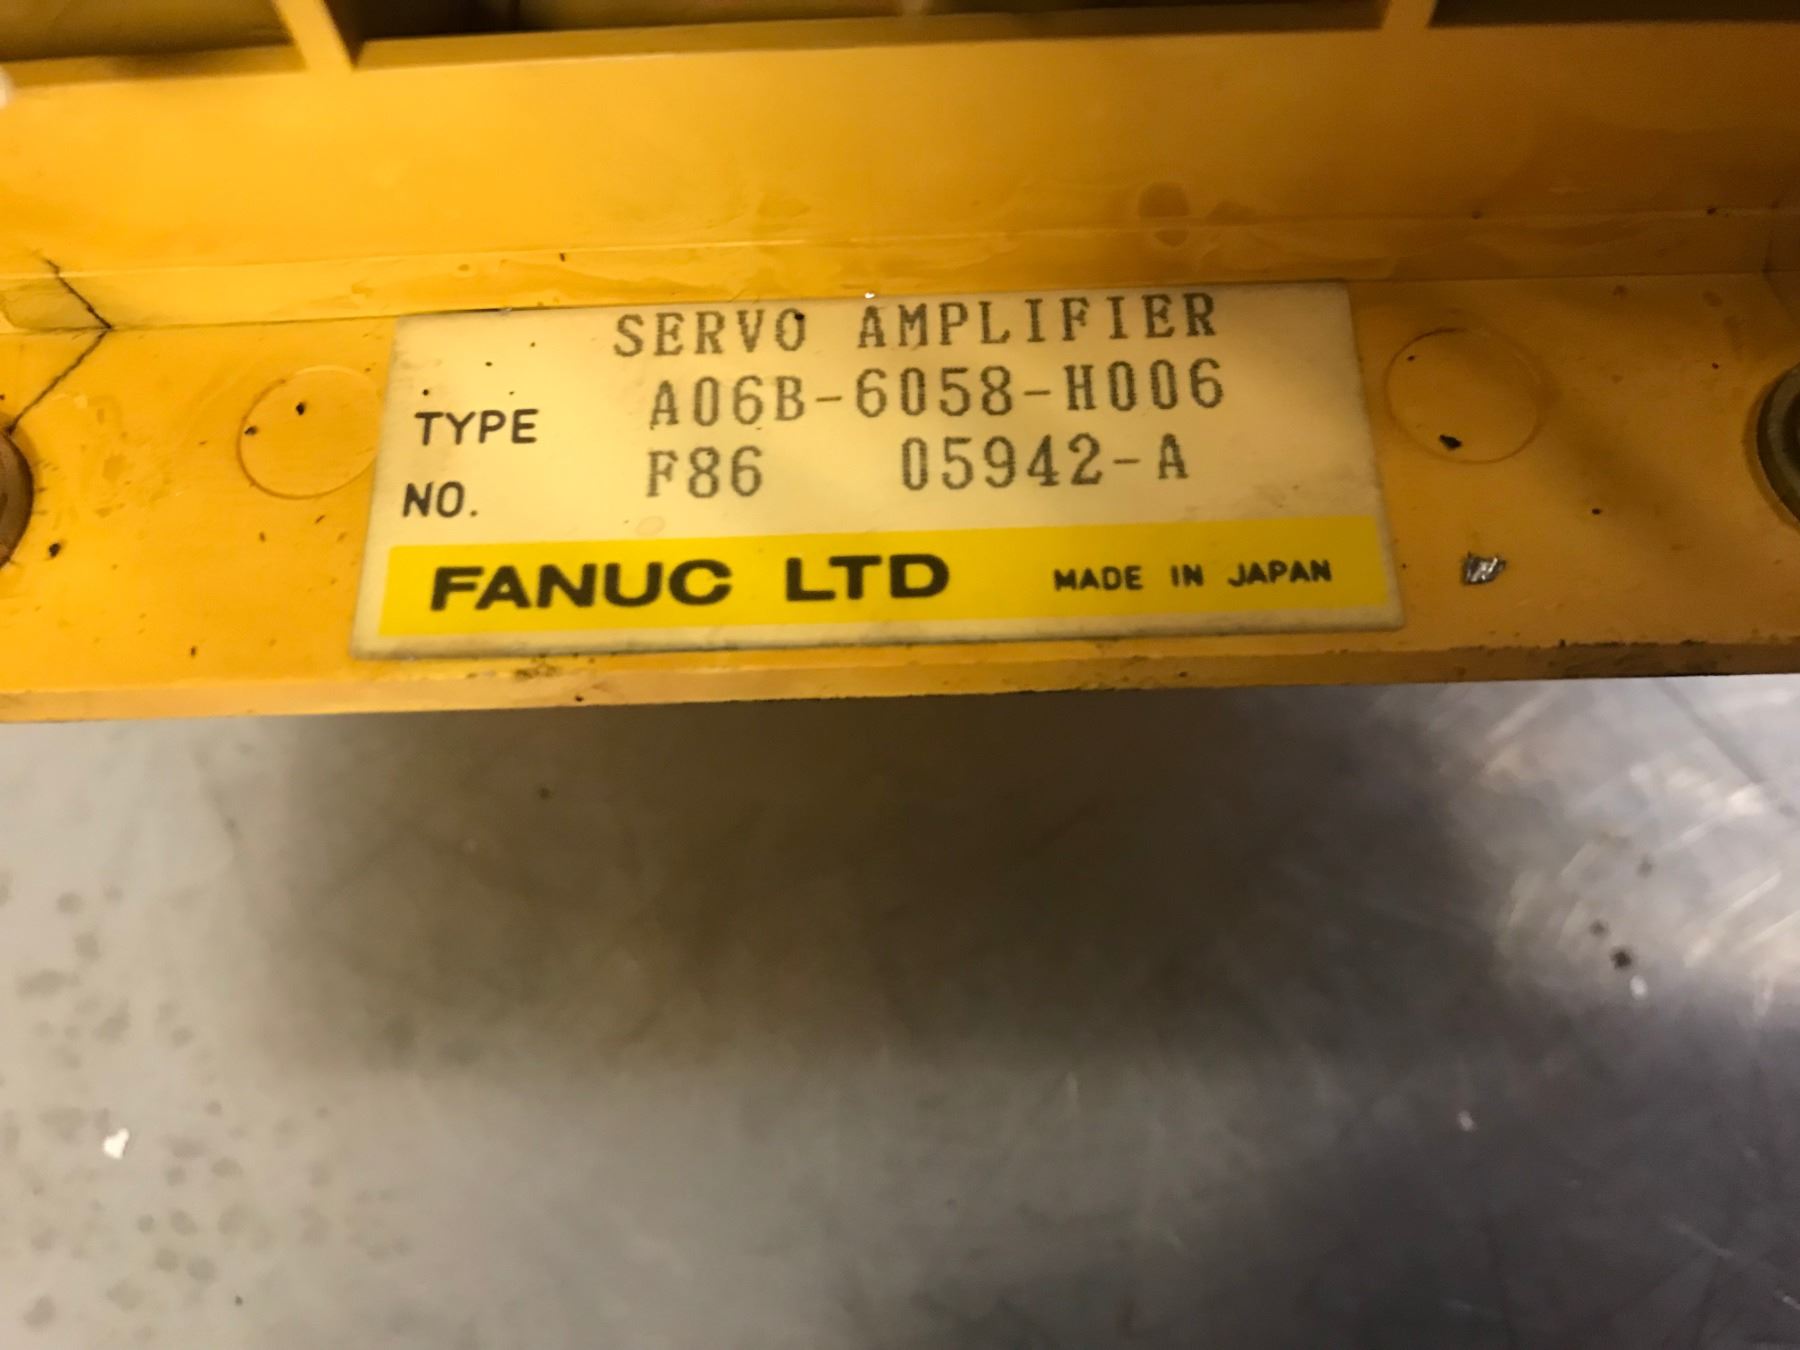 SERVO AMPLIFIER
TYPE A06B-6058-H006
NO. F86 05942-A
FANUC LTD MADE IN JAPAN